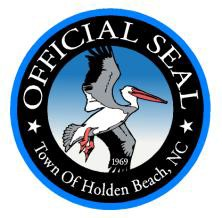 OFFICIAL SEAL
1969
Town Of Holden Beach, NC